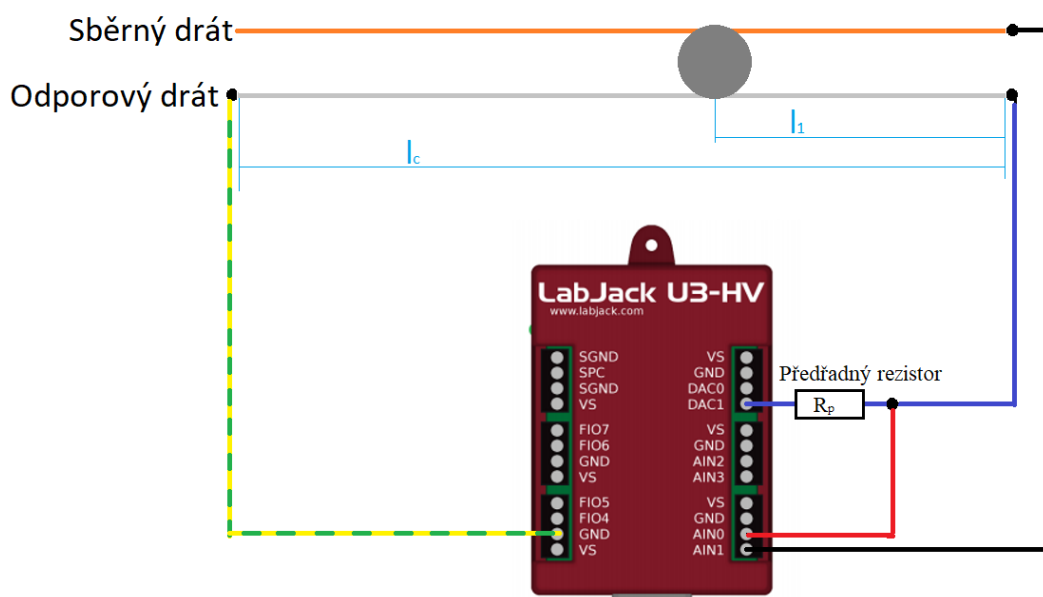 Sběrný drát
Odporový drát
l1
lc
LabJack U3-HV
www.labjack.com
SGND
SPC
SGND
VS
VS
GND
DAC0
DAC1
Předřadný rezistor
Rp
FIO7
FIO6
GND
VS
VS
GND
AIN2
AIN3
FIO5
FIO4
GND
VS
VS
GND
AIN0
AIN1